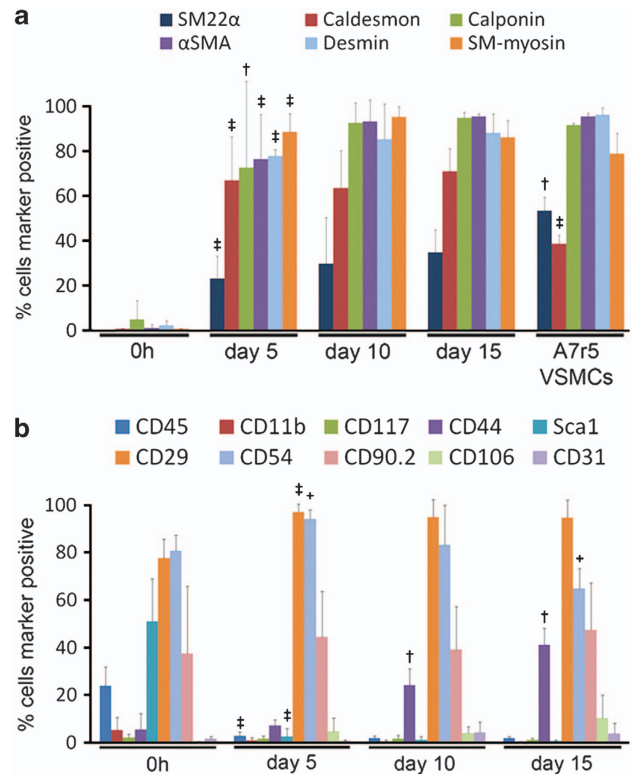 a
SM22α Caldesmon Calponin
αSMA Desmin SM-myosin
% cells marker positive
100
80
60
40
20
0
‡ ‡ † ‡ ‡ ‡
† ‡
0h day 5 day 10 day 15 A7r5
VSMCs
b
CD45 CD11b CD117 CD44 Sca1
CD29 CD54 CD90.2 CD106 CD31
% cells marker positive
100
80
60
40
20
0
‡ ‡ ‡ +
†
† +
0h day 5 day 10 day 15